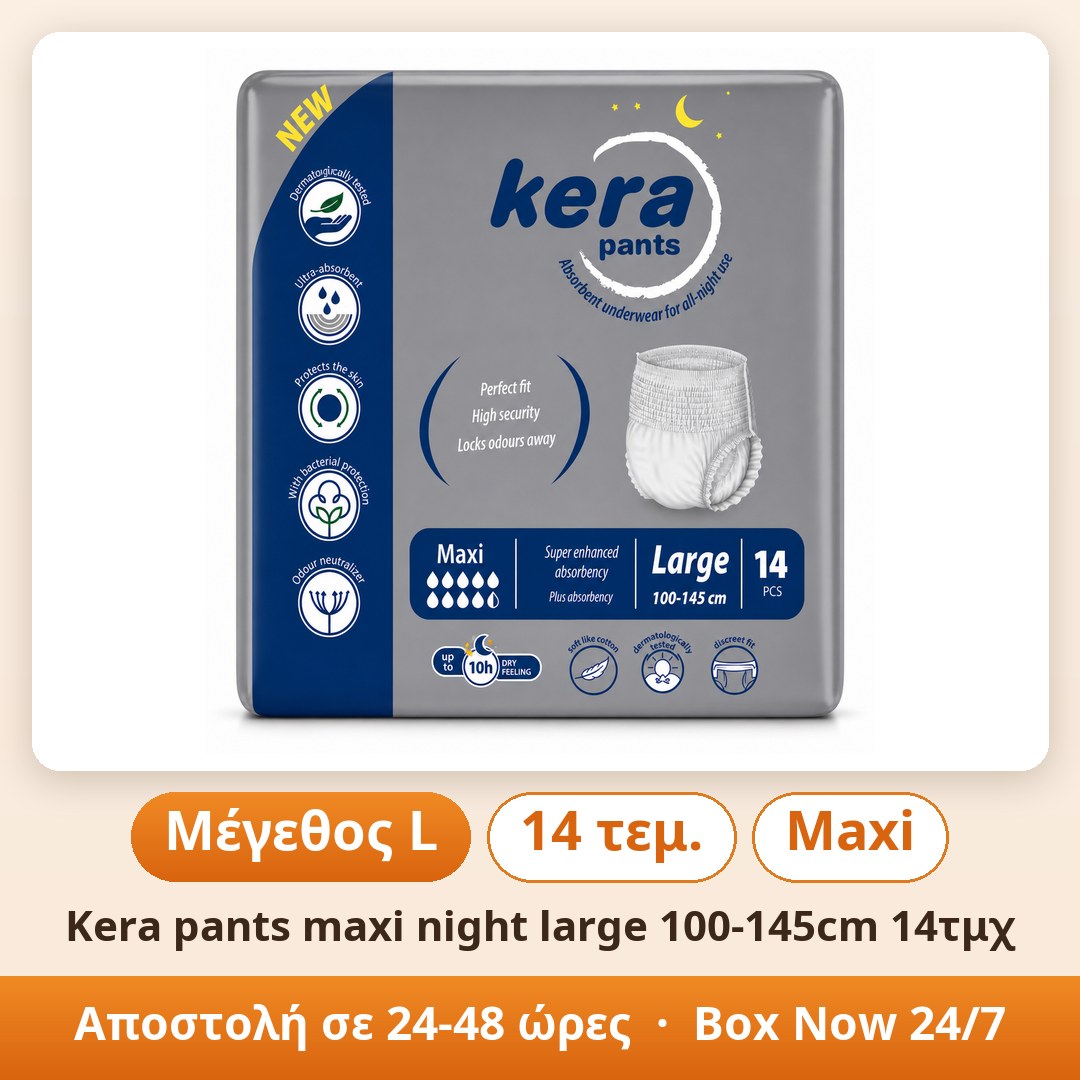 NEW
Dermatolgircally tested
Ultra-absorbent
Protects the skin
With bacterial protection
Odour neutralizer
kera
pants
Absorbent underwear for all-night use
Perfect fit
High security
Locks odours away
Maxi
Super enhanced
absorbency
Plus absorbency
Large
100-145 cm
14
PCS
up
to
10h
DRY
FEELING
soft like cotton
dermatologically
tested
discreet fit
Μέγεθος L
14 τεμ.
Maxi
Kera pants maxi night large 100-145cm 14τμχ
Αποστολή σε 24-48 ώρες · Box Now 24/7